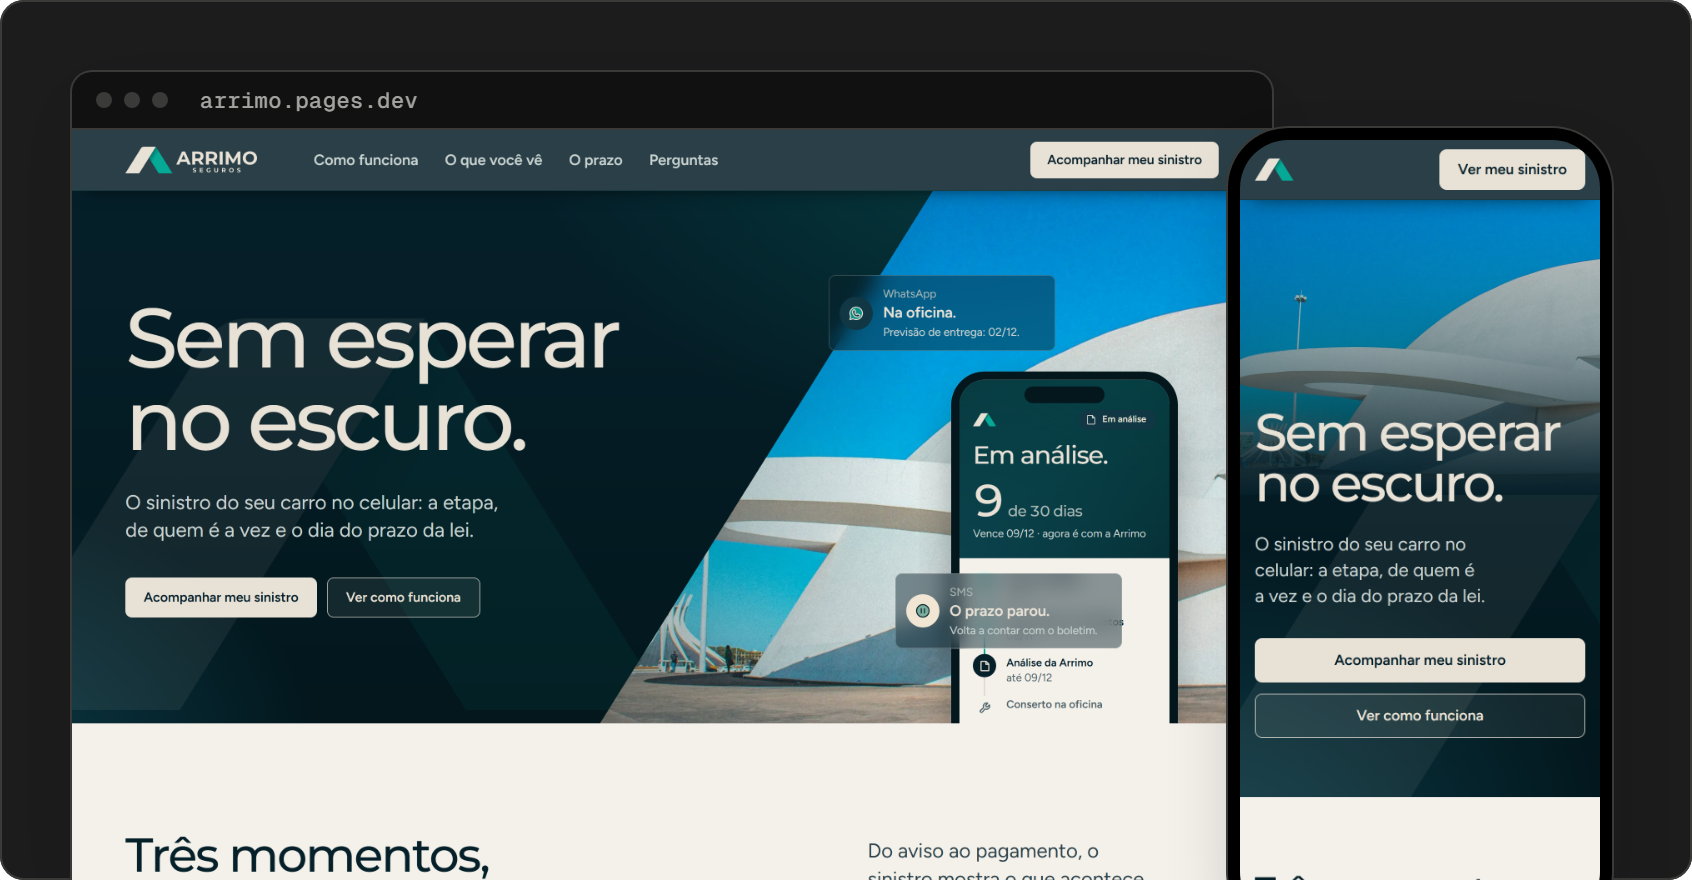 arrimo.pages.dev
ARRIMO
SEGUROS
Como funciona
O que você vê
O prazo
Perguntas
Acompanhar meu sinistro
Sem esperar
no escuro.
O sinistro do seu carro no celular: a etapa,
de quem é a vez e o dia do prazo da lei.
Acompanhar meu sinistro
Ver como funciona
WhatsApp
Na oficina.
Previsão de entrega: 02/12.
Em análise
Em análise.
9 de 30 dias
Vence 09/12 · agora é com a Arrimo
SMS
O prazo parou.
Volta a contar com o boletim.
Análise da Arrimo
até 09/12
Conserto na oficina
Três momentos,
Do aviso ao pagamento, o
sinistro mostra o que acontece
Ver meu sinistro
Sem esperar
no escuro.
O sinistro do seu carro no
celular: a etapa, de quem é
a vez e o dia do prazo da lei.
Acompanhar meu sinistro
Ver como funciona